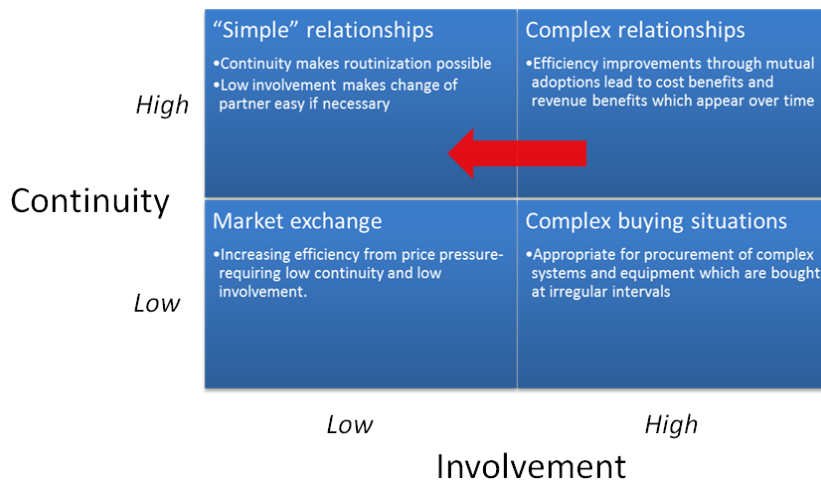 “Simple” relationships
•Continuity makes routinization possible
•Low involvement makes change of
partner easy if necessary
Complex relationships
•Efficiency improvements through mutual
adoptions lead to cost benefits and
revenue benefits which appear over time
High
Continuity
Market exchange
•Increasing efficiency from price pressure-
requiring low continuity and low
involvement.
Complex buying situations
•Appropriate for procurement of complex
systems and equipment which are bought
at irregular intervals
Low
Low
High
Involvement